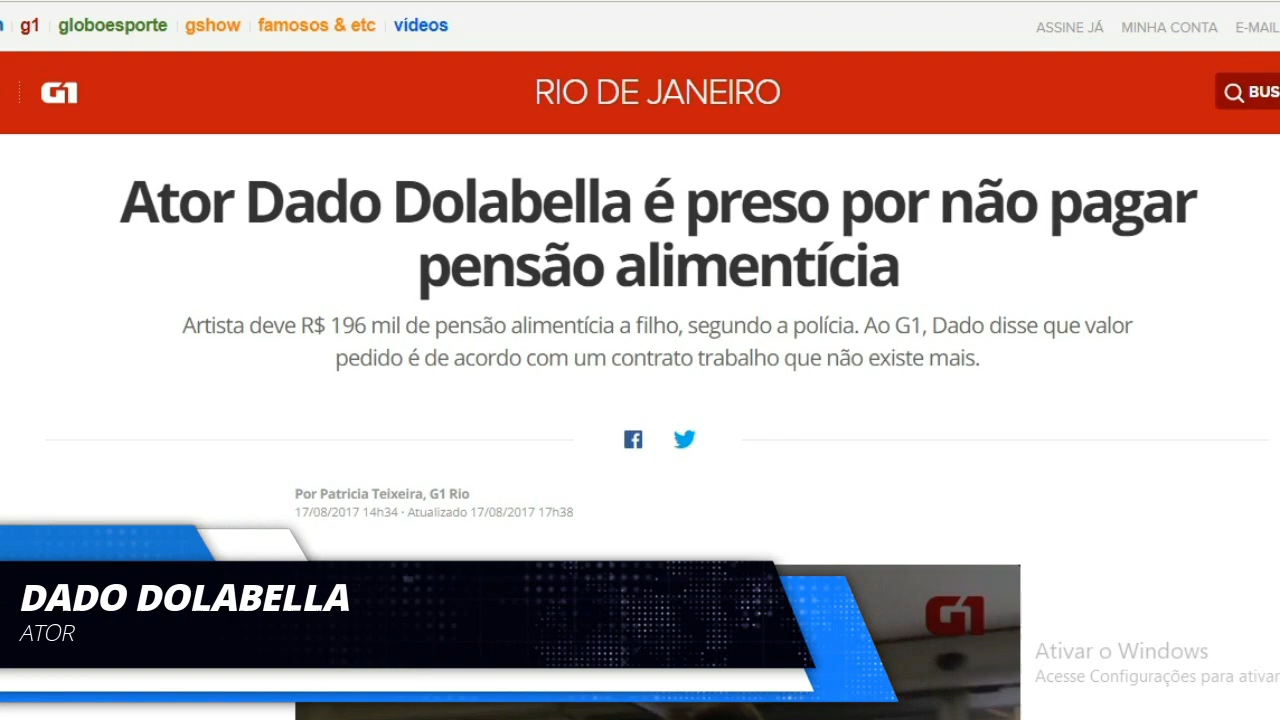 g1 globoesporte gshow famosos & etc vídeos ASSINE JÁ MINHA CONTA E-MAIL
G1 RIO DE JANEIRO BUS
Ator Dado Dolabella é preso por não pagar
pensão alimentícia
Artista deve R$ 196 mil de pensão alimentícia a filho, segundo a polícia. Ao G1, Dado disse que valor
pedido é de acordo com um contrato trabalho que não existe mais.
Por Patricia Teixeira, G1 Rio
17/08/2017 14h34 · Atualizado 17/08/2017 17h38
DADO DOLABELLA
ATOR
G1
Ativar o Windows
Acesse Configurações para ativar